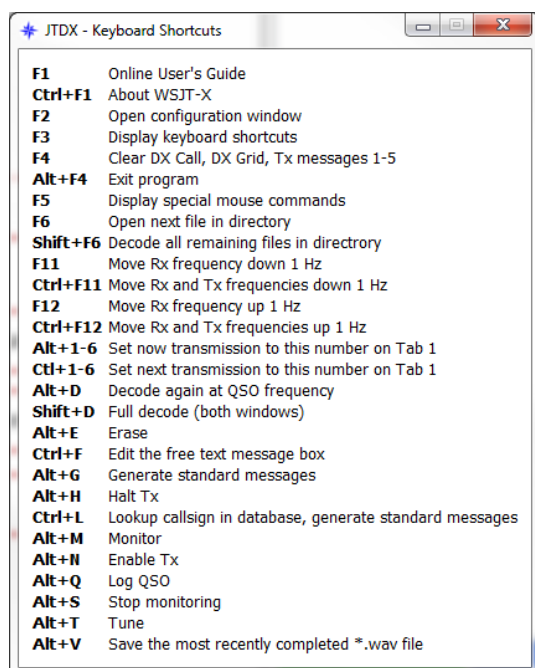 JTDX - Keyboard Shortcuts
F1 Online User's Guide
Ctrl+F1 About WSJT-X
F2 Open configuration window
F3 Display keyboard shortcuts
F4 Clear DX Call, DX Grid, Tx messages 1-5
Alt+F4 Exit program
F5 Display special mouse commands
F6 Open next file in directory
Shift+F6 Decode all remaining files in directrory
F11 Move Rx frequency down 1 Hz
Ctrl+F11 Move Rx and Tx frequencies down 1 Hz
F12 Move Rx frequency up 1 Hz
Ctrl+F12 Move Rx and Tx frequencies up 1 Hz
Alt+1-6 Set now transmission to this number on Tab 1
Ctl+1-6 Set next transmission to this number on Tab 1
Alt+D Decode again at QSO frequency
Shift+D Full decode (both windows)
Alt+E Erase
Ctrl+F Edit the free text message box
Alt+G Generate standard messages
Alt+H Halt Tx
Ctrl+L Lookup callsign in database, generate standard messages
Alt+M Monitor
Alt+N Enable Tx
Alt+Q Log QSO
Alt+S Stop monitoring
Alt+T Tune
Alt+V Save the most recently completed *.wav file